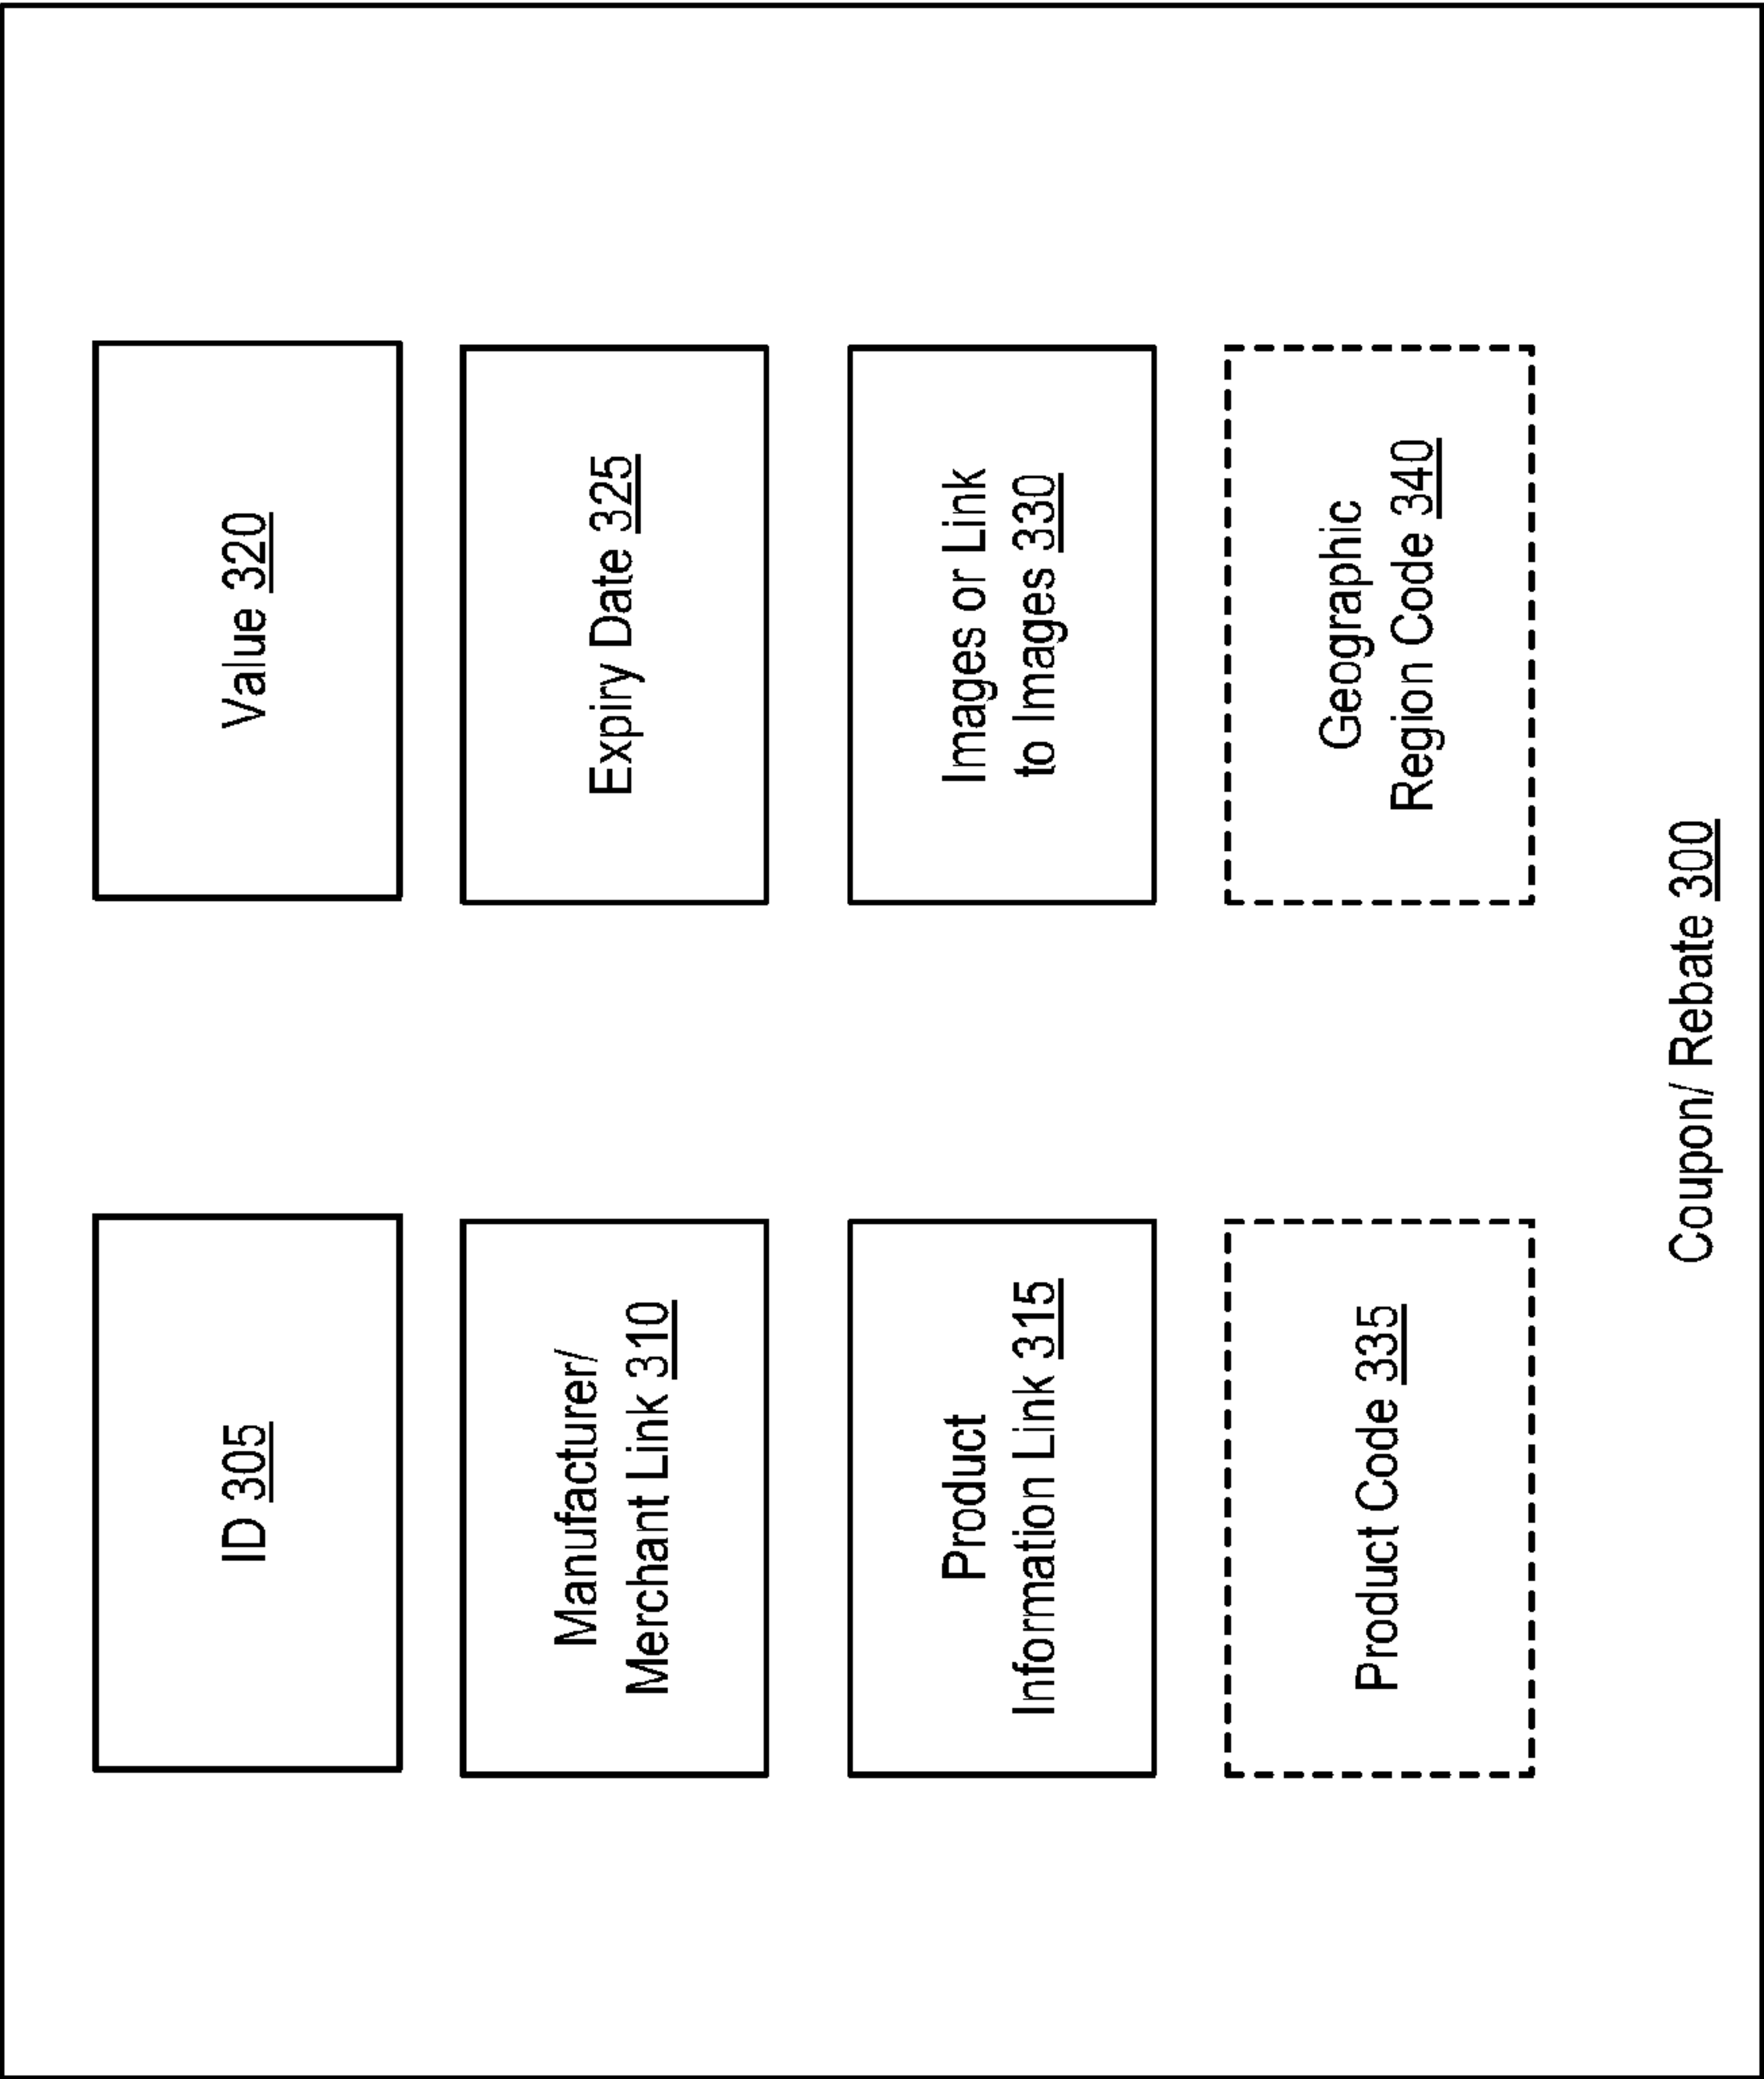 ID 305
Value 320
Manufacturer/
Merchant Link 310
Expiry Date 325
Product
Information Link 315
Images or Link
to Images 330
Product Code 335
Geographic
Region Code 340
Coupon/ Rebate 300